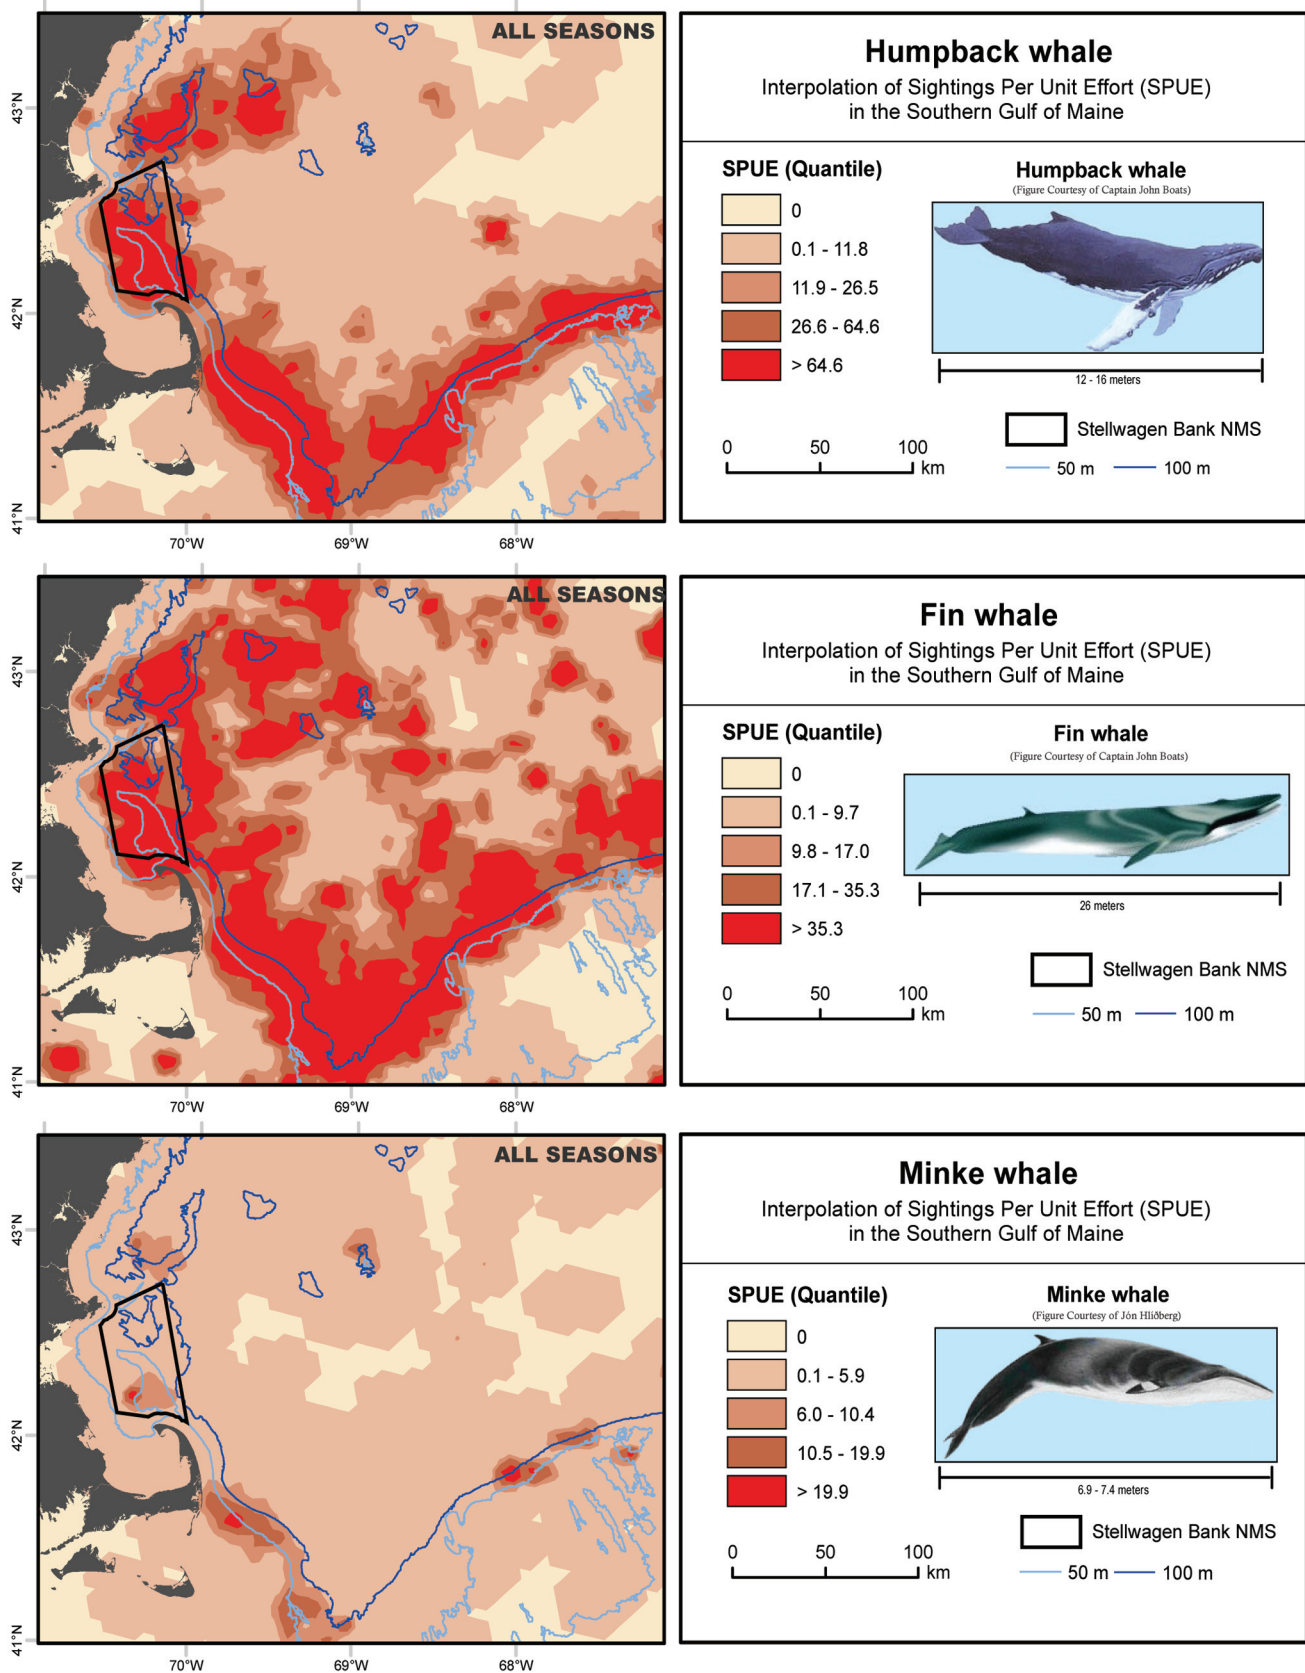 ALL SEASONS
43°N
42°N
41°N
70°W
69°W
68°W
Humpback whale
Interpolation of Sightings Per Unit Effort (SPUE)
in the Southern Gulf of Maine
SPUE (Quantile)
0
0.1 - 11.8
11.9 - 26.5
26.6 - 64.6
> 64.6
Humpback whale
(Figure Courtesy of Captain John Boats)
12 - 16 meters
0 50 100
km
Stellwagen Bank NMS
50 m 100 m
ALL SEASONS
43°N
42°N
41°N
70°W
69°W
68°W
Fin whale
Interpolation of Sightings Per Unit Effort (SPUE)
in the Southern Gulf of Maine
SPUE (Quantile)
0
0.1 - 9.7
9.8 - 17.0
17.1 - 35.3
> 35.3
Fin whale
(Figure Courtesy of Captain John Boats)
26 meters
0 50 100
km
Stellwagen Bank NMS
50 m 100 m
ALL SEASONS
43°N
42°N
41°N
70°W
69°W
68°W
Minke whale
Interpolation of Sightings Per Unit Effort (SPUE)
in the Southern Gulf of Maine
SPUE (Quantile)
0
0.1 - 5.9
6.0 - 10.4
10.5 - 19.9
> 19.9
Minke whale
(Figure Courtesy of Jón Hlíðberg)
6.9 - 7.4 meters
0 50 100
km
Stellwagen Bank NMS
50 m 100 m